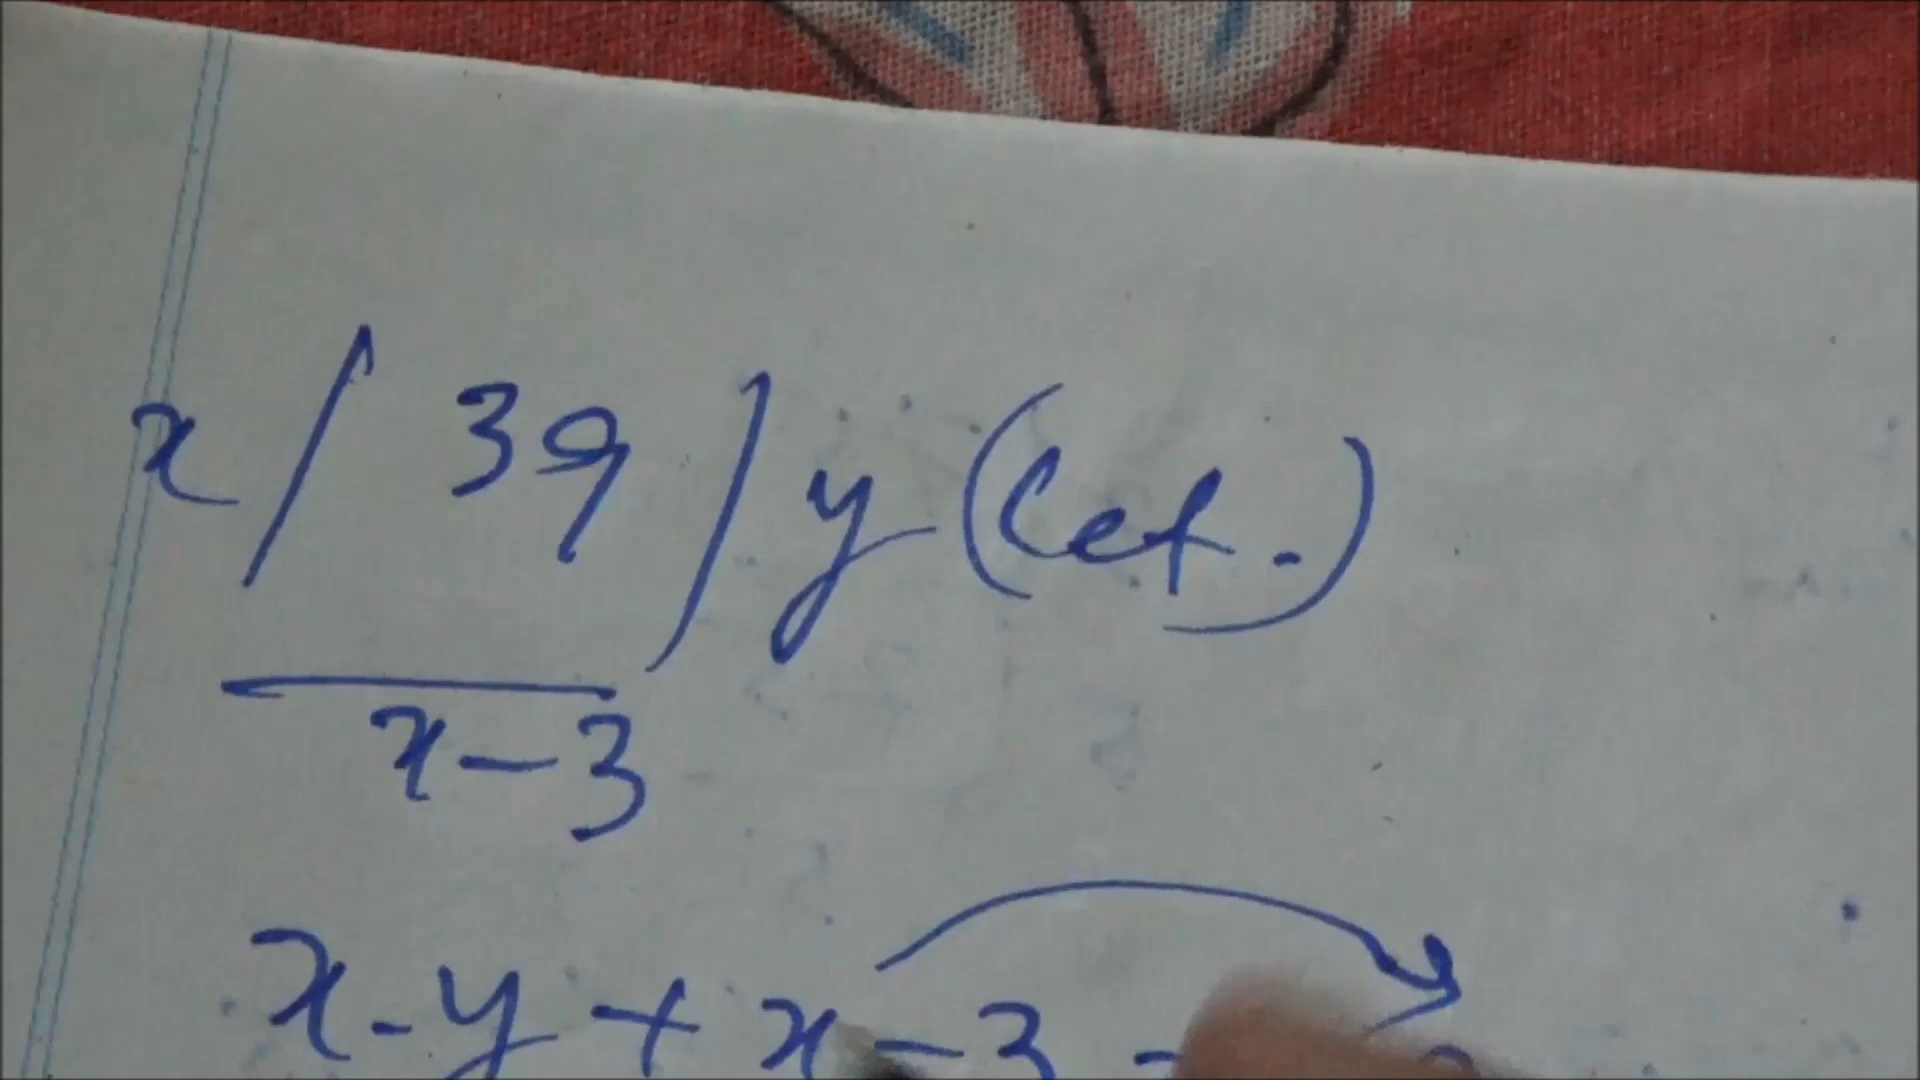 x / 39 ) y (let.)
x - 3
x - y + x - 3 -